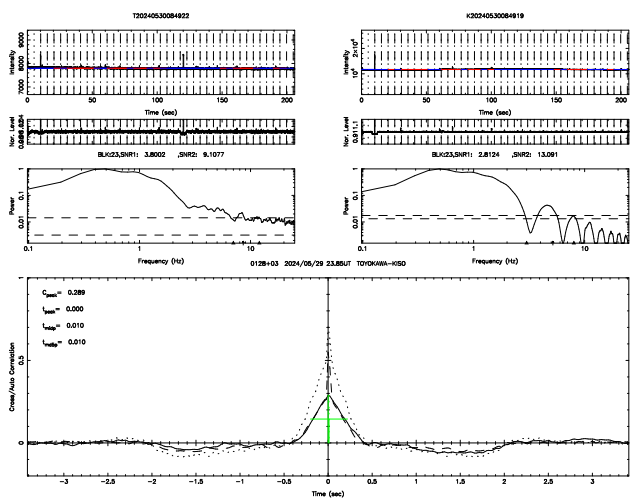 T20240530084922
K20240530084919
Intensity
7000 8000 9000
0 50 100 150 200
Time (sec)
Intensity
10⁴ 2×10⁴
0 50 100 150 200
Time (sec)
Nor. Level
Nor. Level
BLK:23,SNR1: 3.8002 ,SNR2: 9.1077
BLK:23,SNR1: 2.8124 ,SNR2: 13.091
Power
0.01 0.1 1
0.1 1 10
Frequency (Hz)
Power
0.01 0.1 1
0.1 1 10
Frequency (Hz)
0128+03 2024/05/29 23.85UT TOYOKAWA-KISO
Cross/Auto Correlation
0 0.5 1
C_peak= 0.289
t_peak= 0.000
t_midp= 0.010
-3 -2.5 -2 -1.5 -1 -0.5 0 0.5 1 1.5 2 2.5 3
Time (sec)